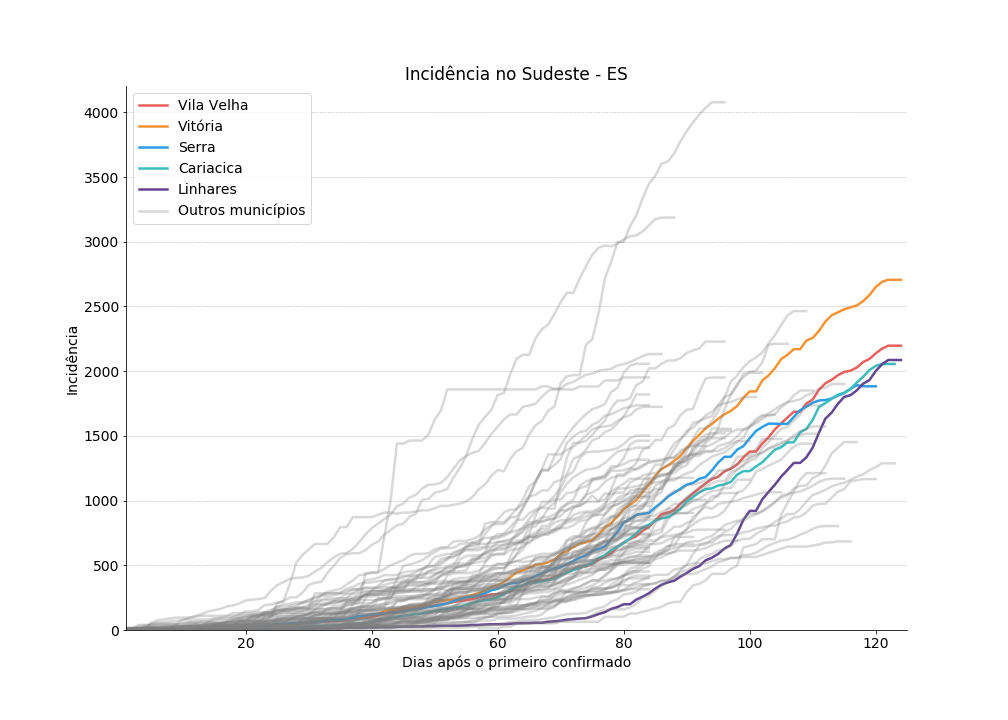 Incidência no Sudeste - ES
Vila Velha
Vitória
Serra
Cariacica
Linhares
Outros municípios
4000
3500
3000
2500
2000
1500
1000
500
0
Incidência
20 40 60 80 100 120
Dias após o primeiro confirmado